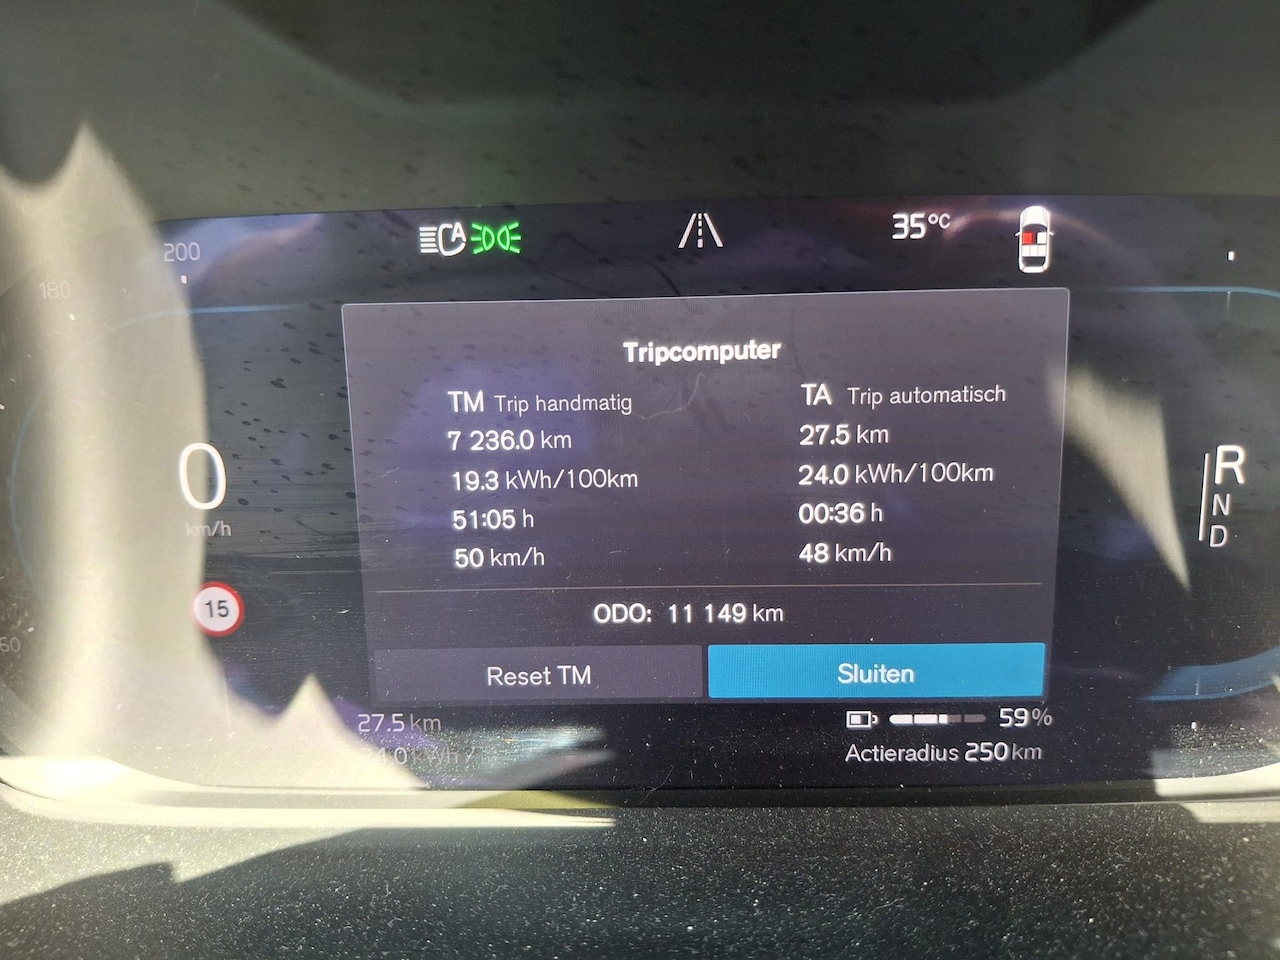 200
180
35°C
Tripcomputer
TM Trip handmatig
7 236.0 km
19.3 kWh/100km
51:05 h
50 km/h
TA Trip automatisch
27.5 km
24.0 kWh/100km
00:36 h
48 km/h
0
km/h
R
N
D
15
ODO: 11 149 km
Reset TM
Sluiten
27.5 km
59%
Actieradius 250 km